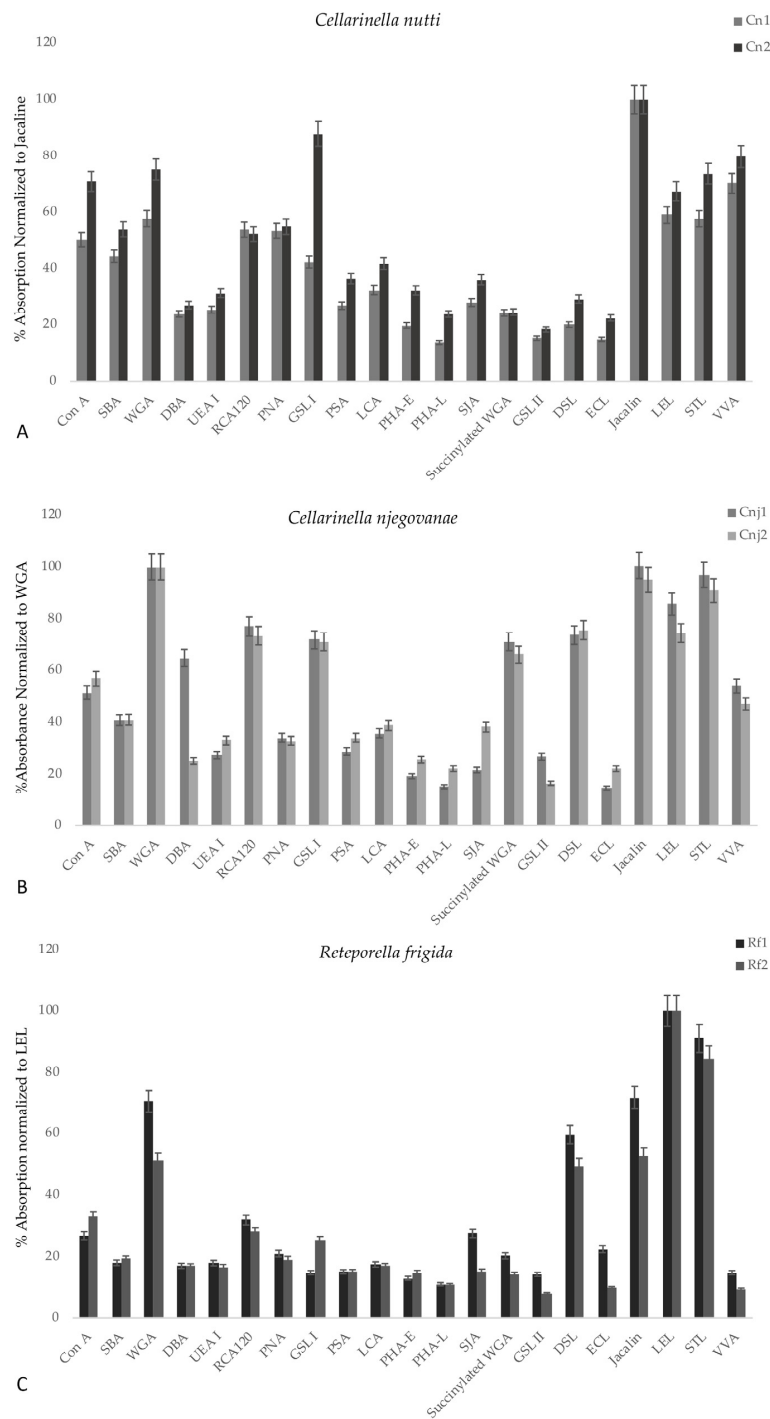 Cellarinella nutti
Cn1
Cn2
% Absorption Normalized to Jacaline
120
100
80
60
40
20
0
Con A
SBA
WGA
DBA
UEA I
RCA120
PNA
GSL I
PSA
LCA
PHA-E
PHA-L
SJA
Succinylated WGA
GSL II
DSL
ECL
Jacalin
LEL
STL
VVA
A
Cellarinella njegovanae
Cnj1
Cnj2
%Absorbance Normalized to WGA
120
100
80
60
40
20
0
Con A
SBA
WGA
DBA
UEA I
RCA120
PNA
GSL I
PSA
LCA
PHA-E
PHA-L
SJA
Succinylated WGA
GSL II
DSL
ECL
Jacalin
LEL
STL
VVA
B
Reteporella frigida
Rf1
Rf2
% Absorption normalized to LEL
120
100
80
60
40
20
0
Con A
SBA
WGA
DBA
UEA I
RCA120
PNA
GSL I
PSA
LCA
PHA-E
PHA-L
SJA
Succinylated WGA
GSL II
DSL
ECL
Jacalin
LEL
STL
VVA
C